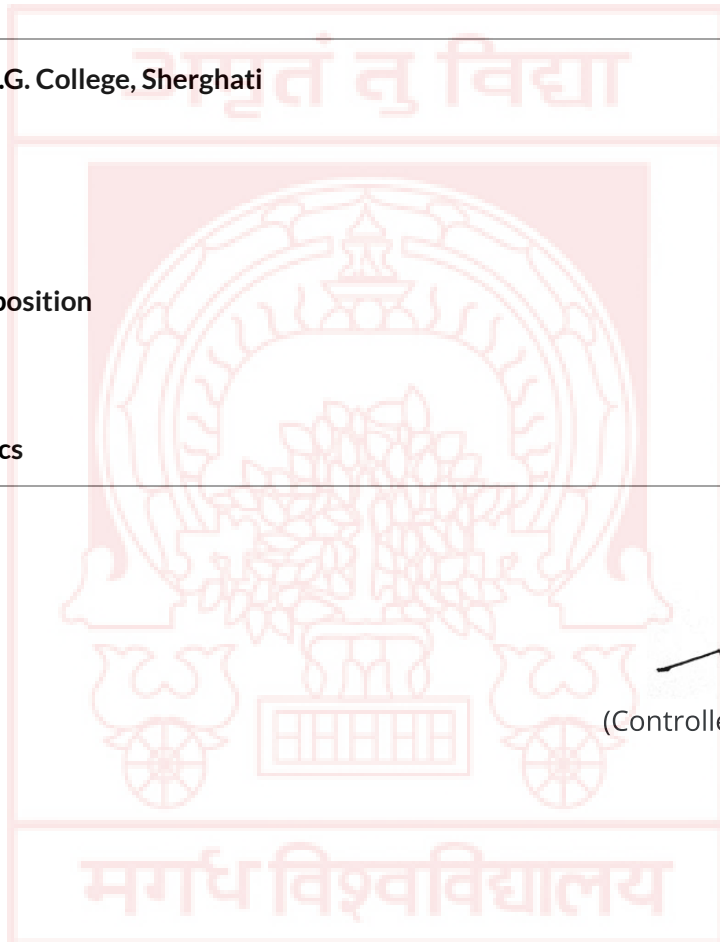 अमृतं तु विद्या
.G. College, Sherghati
position
cs
(Controlle
मगध विश्वविद्यालय